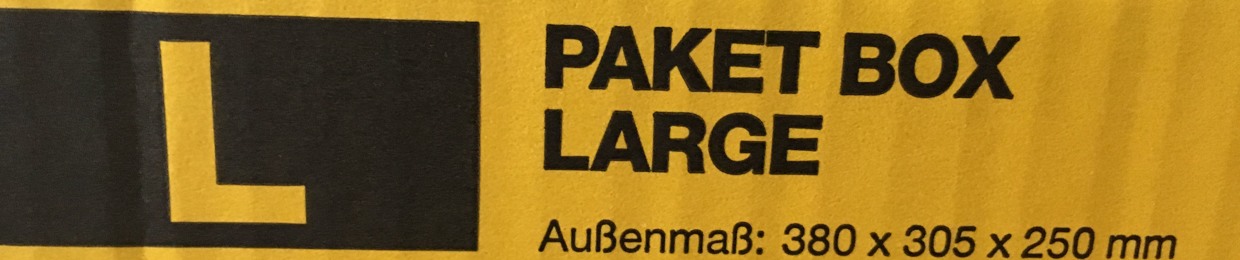 L
PAKET BOX
LARGE
Außenmaß: 380 x 305 x 250 mm